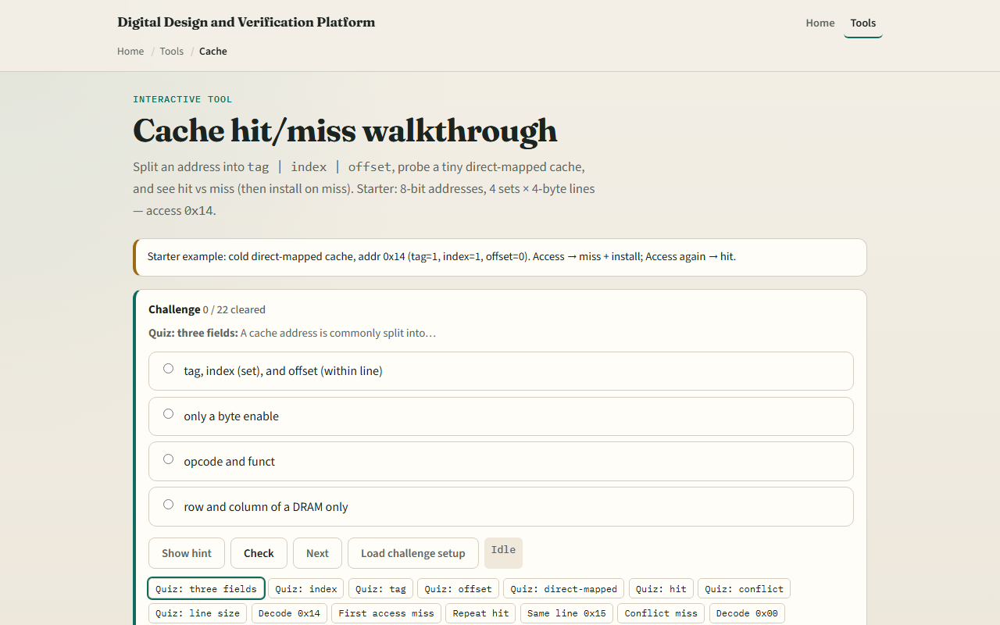 Digital Design and Verification Platform
Home Tools
Home / Tools / Cache
INTERACTIVE TOOL
Cache hit/miss walkthrough
Split an address into tag | index | offset, probe a tiny direct-mapped cache,
and see hit vs miss (then install on miss). Starter: 8-bit addresses, 4 sets × 4-byte lines
— access 0x14.
Starter example: cold direct-mapped cache, addr 0x14 (tag=1, index=1, offset=0). Access → miss + install; Access again → hit.
Challenge 0 / 22 cleared
Quiz: three fields: A cache address is commonly split into…
tag, index (set), and offset (within line)
only a byte enable
opcode and funct
row and column of a DRAM only
Show hint Check Next Load challenge setup Idle
Quiz: three fields Quiz: index Quiz: tag Quiz: offset Quiz: direct-mapped Quiz: hit Quiz: conflict
Quiz: line size Decode 0x14 First access miss Repeat hit Same line 0x15 Conflict miss Decode 0x00